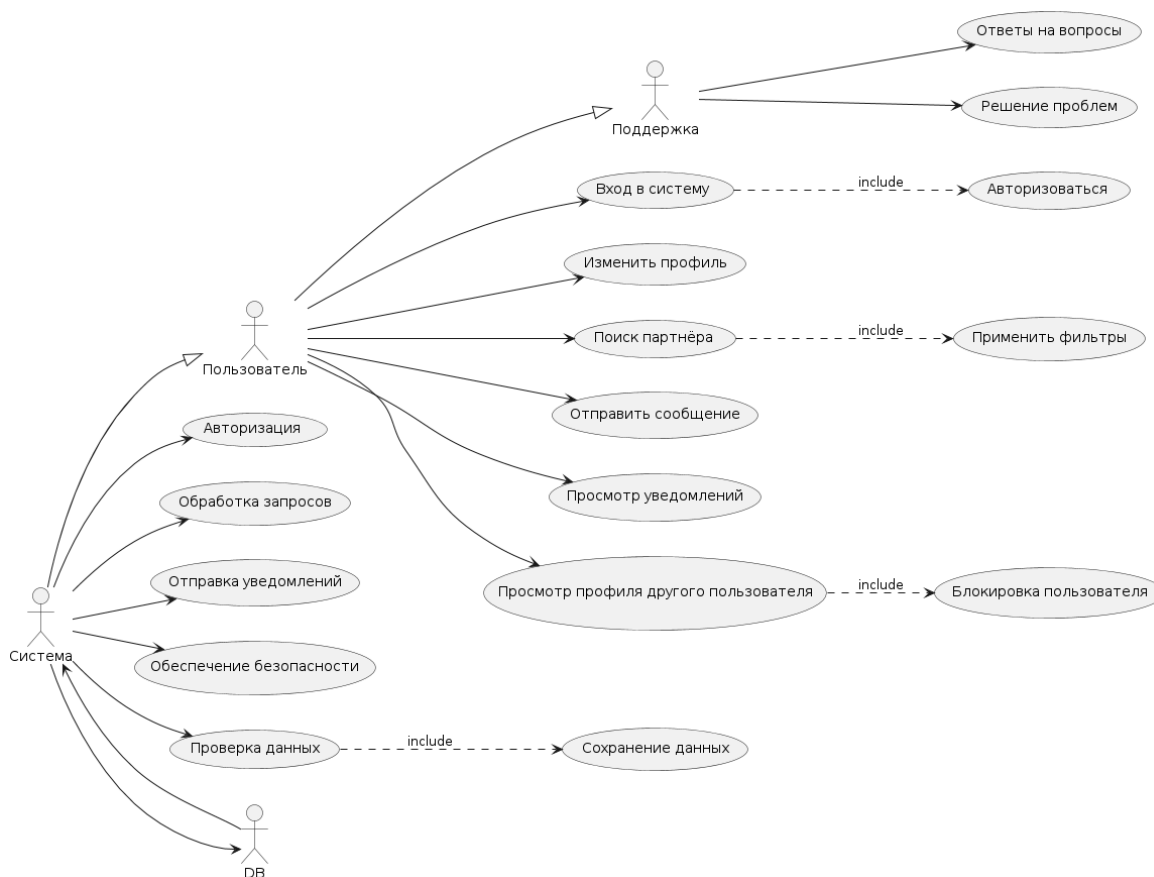 Ответы на вопросы
Поддержка
Решение проблем
Вход в систему
include
Авторизоваться
Изменить профиль
Пользователь
Поиск партнёра
include
Применить фильтры
Авторизация
Отправить сообщение
Обработка запросов
Просмотр уведомлений
Отправка уведомлений
Просмотр профиля другого пользователя
include
Блокировка пользователя
Система
Обеспечение безопасности
Проверка данных
include
Сохранение данных
DB